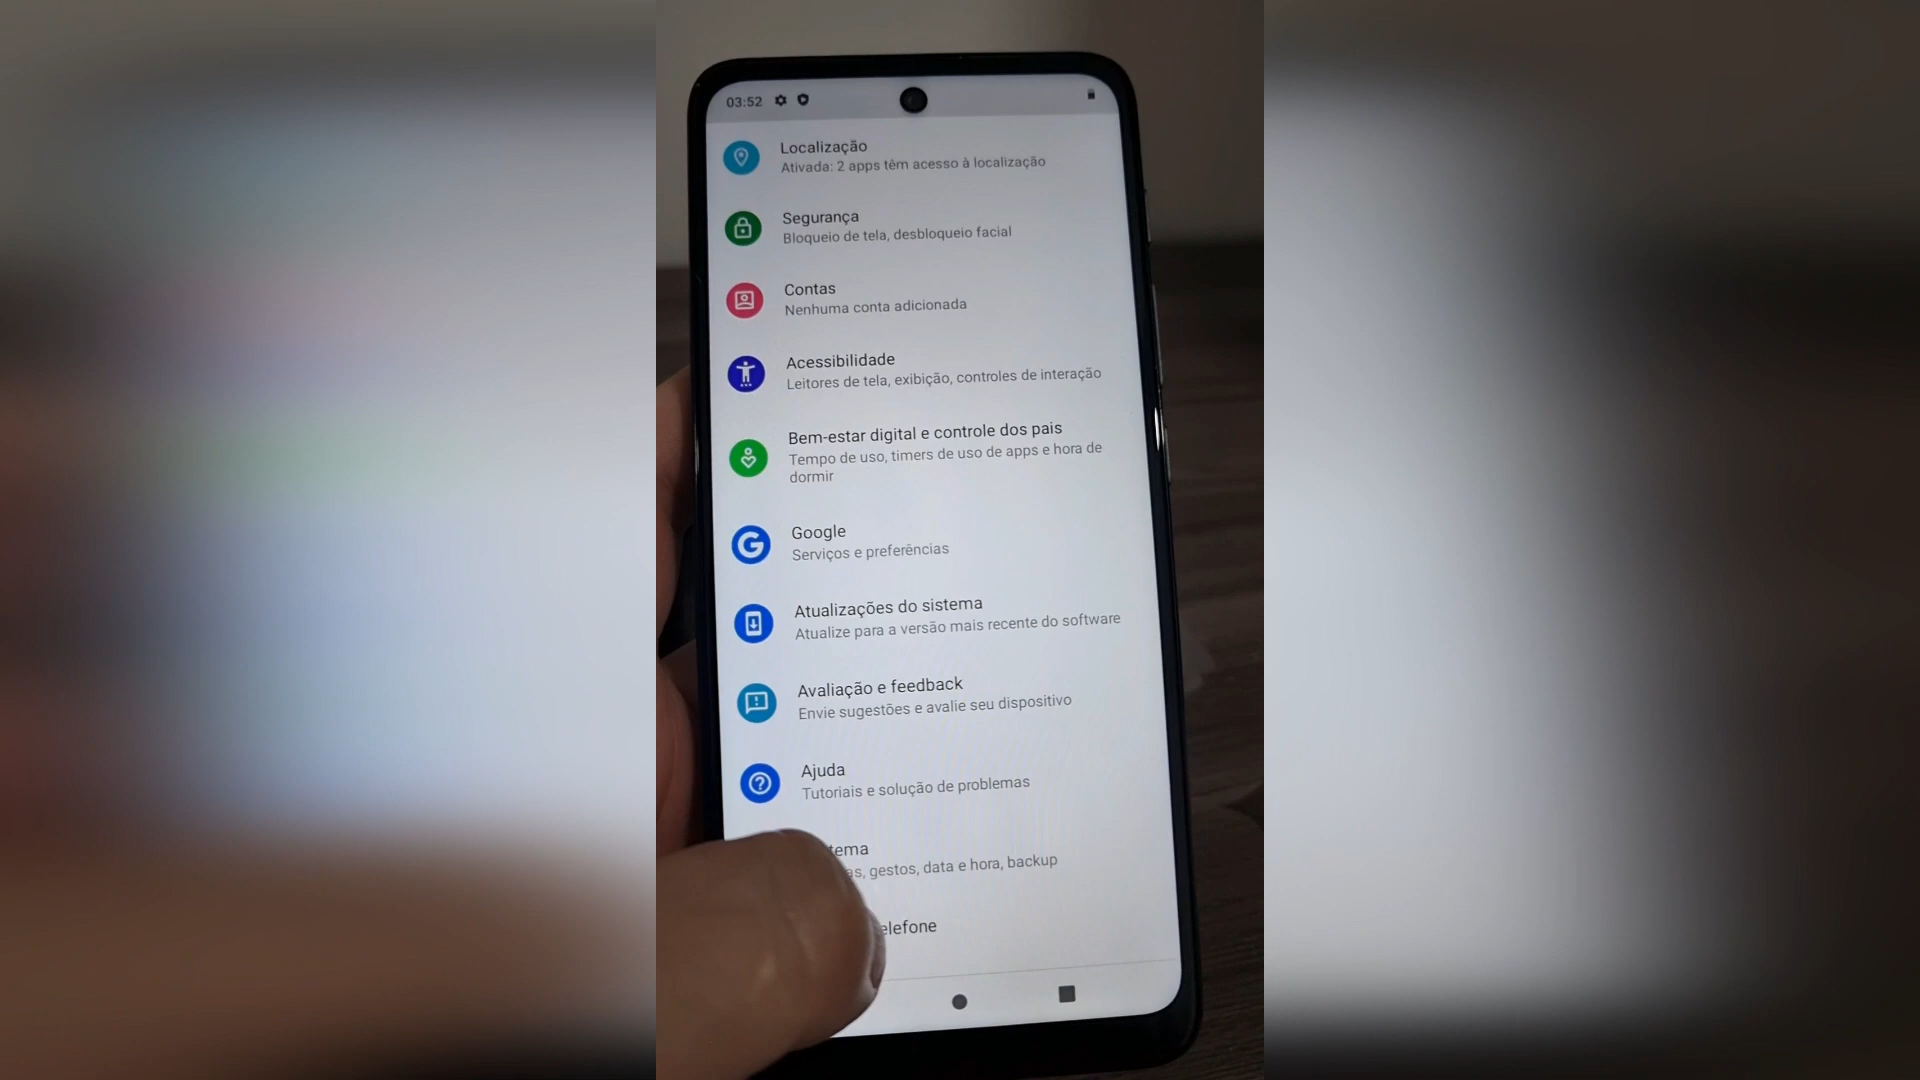 03:52
Localização
Ativada: 2 apps têm acesso à localização
Segurança
Bloqueio de tela, desbloqueio facial
Contas
Nenhuma conta adicionada
Acessibilidade
Leitores de tela, exibição, controles de interação
Bem-estar digital e controle dos pais
Tempo de uso, timers de uso de apps e hora de
dormir
Google
Serviços e preferências
Atualizações do sistema
Atualize para a versão mais recente do software
Avaliação e feedback
Envie sugestões e avalie seu dispositivo
Ajuda
Tutoriais e solução de problemas
tema
as, gestos, data e hora, backup
elefone